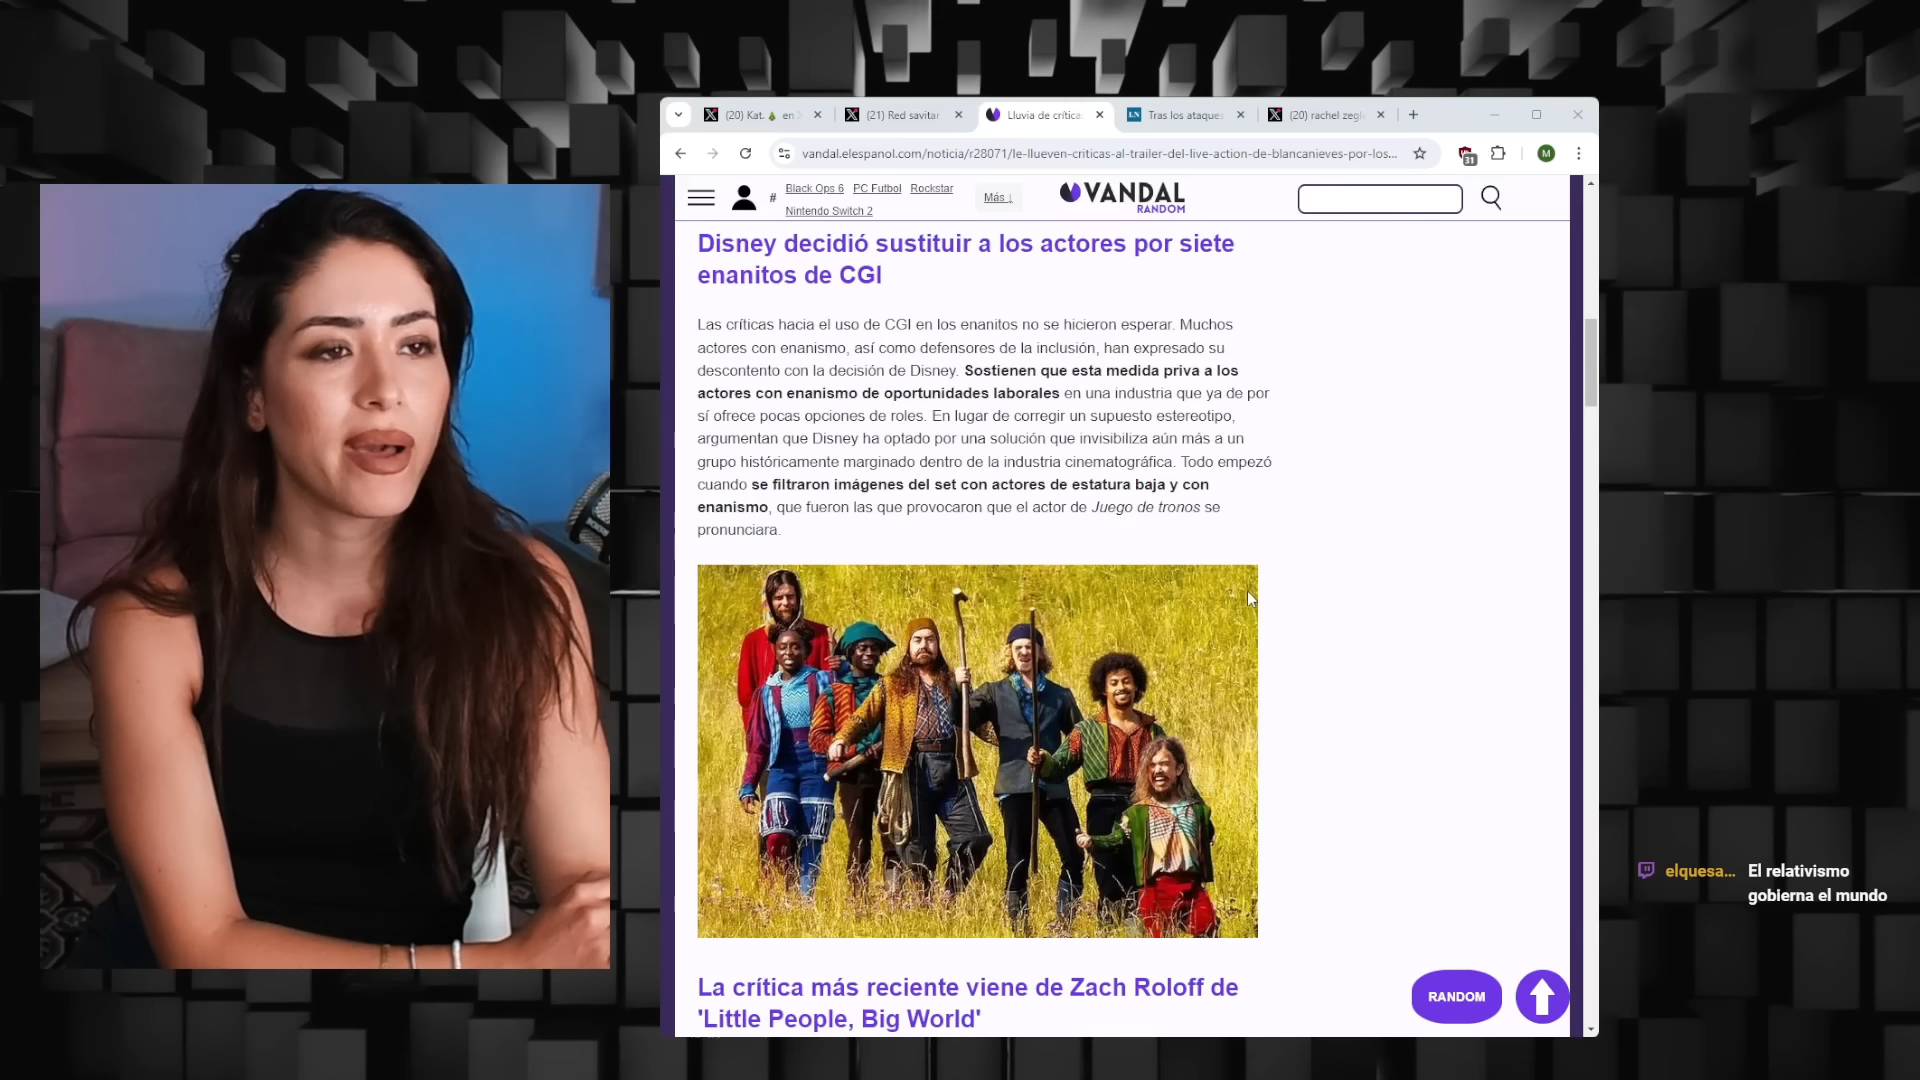 (20) Kat. 🎄 en X
(21) Red savitar
Lluvia de críticas
Tras los ataques
(20) rachel zegl
vandal.elespanol.com/noticia/r28071/le-llueven-criticas-al-trailer-del-live-action-de-blancanieves-por-los...
31
M
# Black Ops 6 PC Futbol Rockstar
Nintendo Switch 2
Más ↓
VANDAL
RANDOM
Disney decidió sustituir a los actores por siete
enanitos de CGI
Las críticas hacia el uso de CGI en los enanitos no se hicieron esperar. Muchos
actores con enanismo, así como defensores de la inclusión, han expresado su
descontento con la decisión de Disney. Sostienen que esta medida priva a los
actores con enanismo de oportunidades laborales en una industria que ya de por
sí ofrece pocas opciones de roles. En lugar de corregir un supuesto estereotipo,
argumentan que Disney ha optado por una solución que invisibiliza aún más a un
grupo históricamente marginado dentro de la industria cinematográfica. Todo empezó
cuando se filtraron imágenes del set con actores de estatura baja y con
enanismo, que fueron las que provocaron que el actor de Juego de tronos se
pronunciara.
La crítica más reciente viene de Zach Roloff de
'Little People, Big World'
RANDOM
elquesa... El relativismo
gobierna el mundo